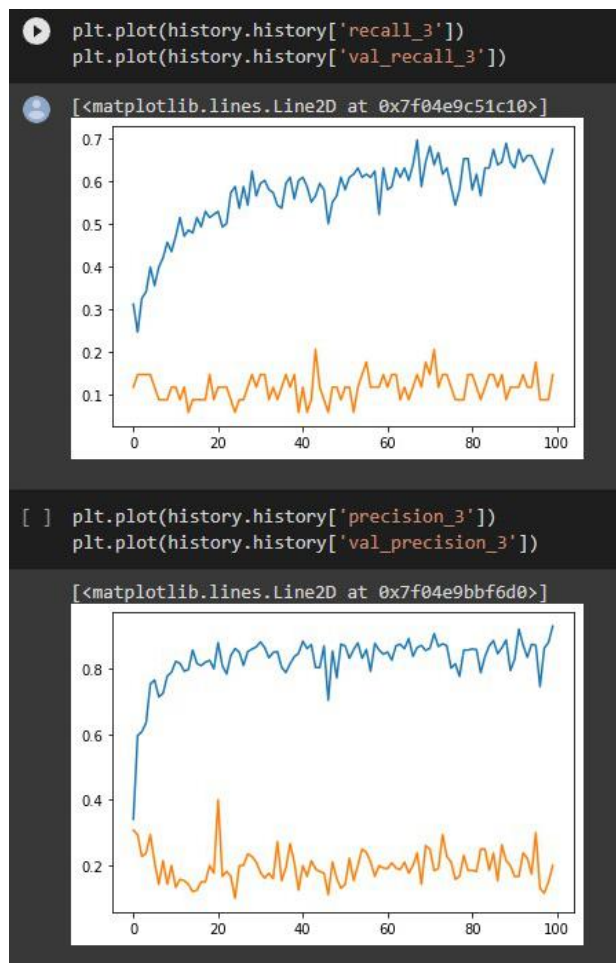 plt.plot(history.history['recall_3'])
plt.plot(history.history['val_recall_3'])
[<matplotlib.lines.Line2D at 0x7f04e9c51c10>]
0.7
0.6
0.5
0.4
0.3
0.2
0.1
0 20 40 60 80 100
[ ] plt.plot(history.history['precision_3'])
plt.plot(history.history['val_precision_3'])
[<matplotlib.lines.Line2D at 0x7f04e9bbf6d0>]
0.8
0.6
0.4
0.2
0 20 40 60 80 100